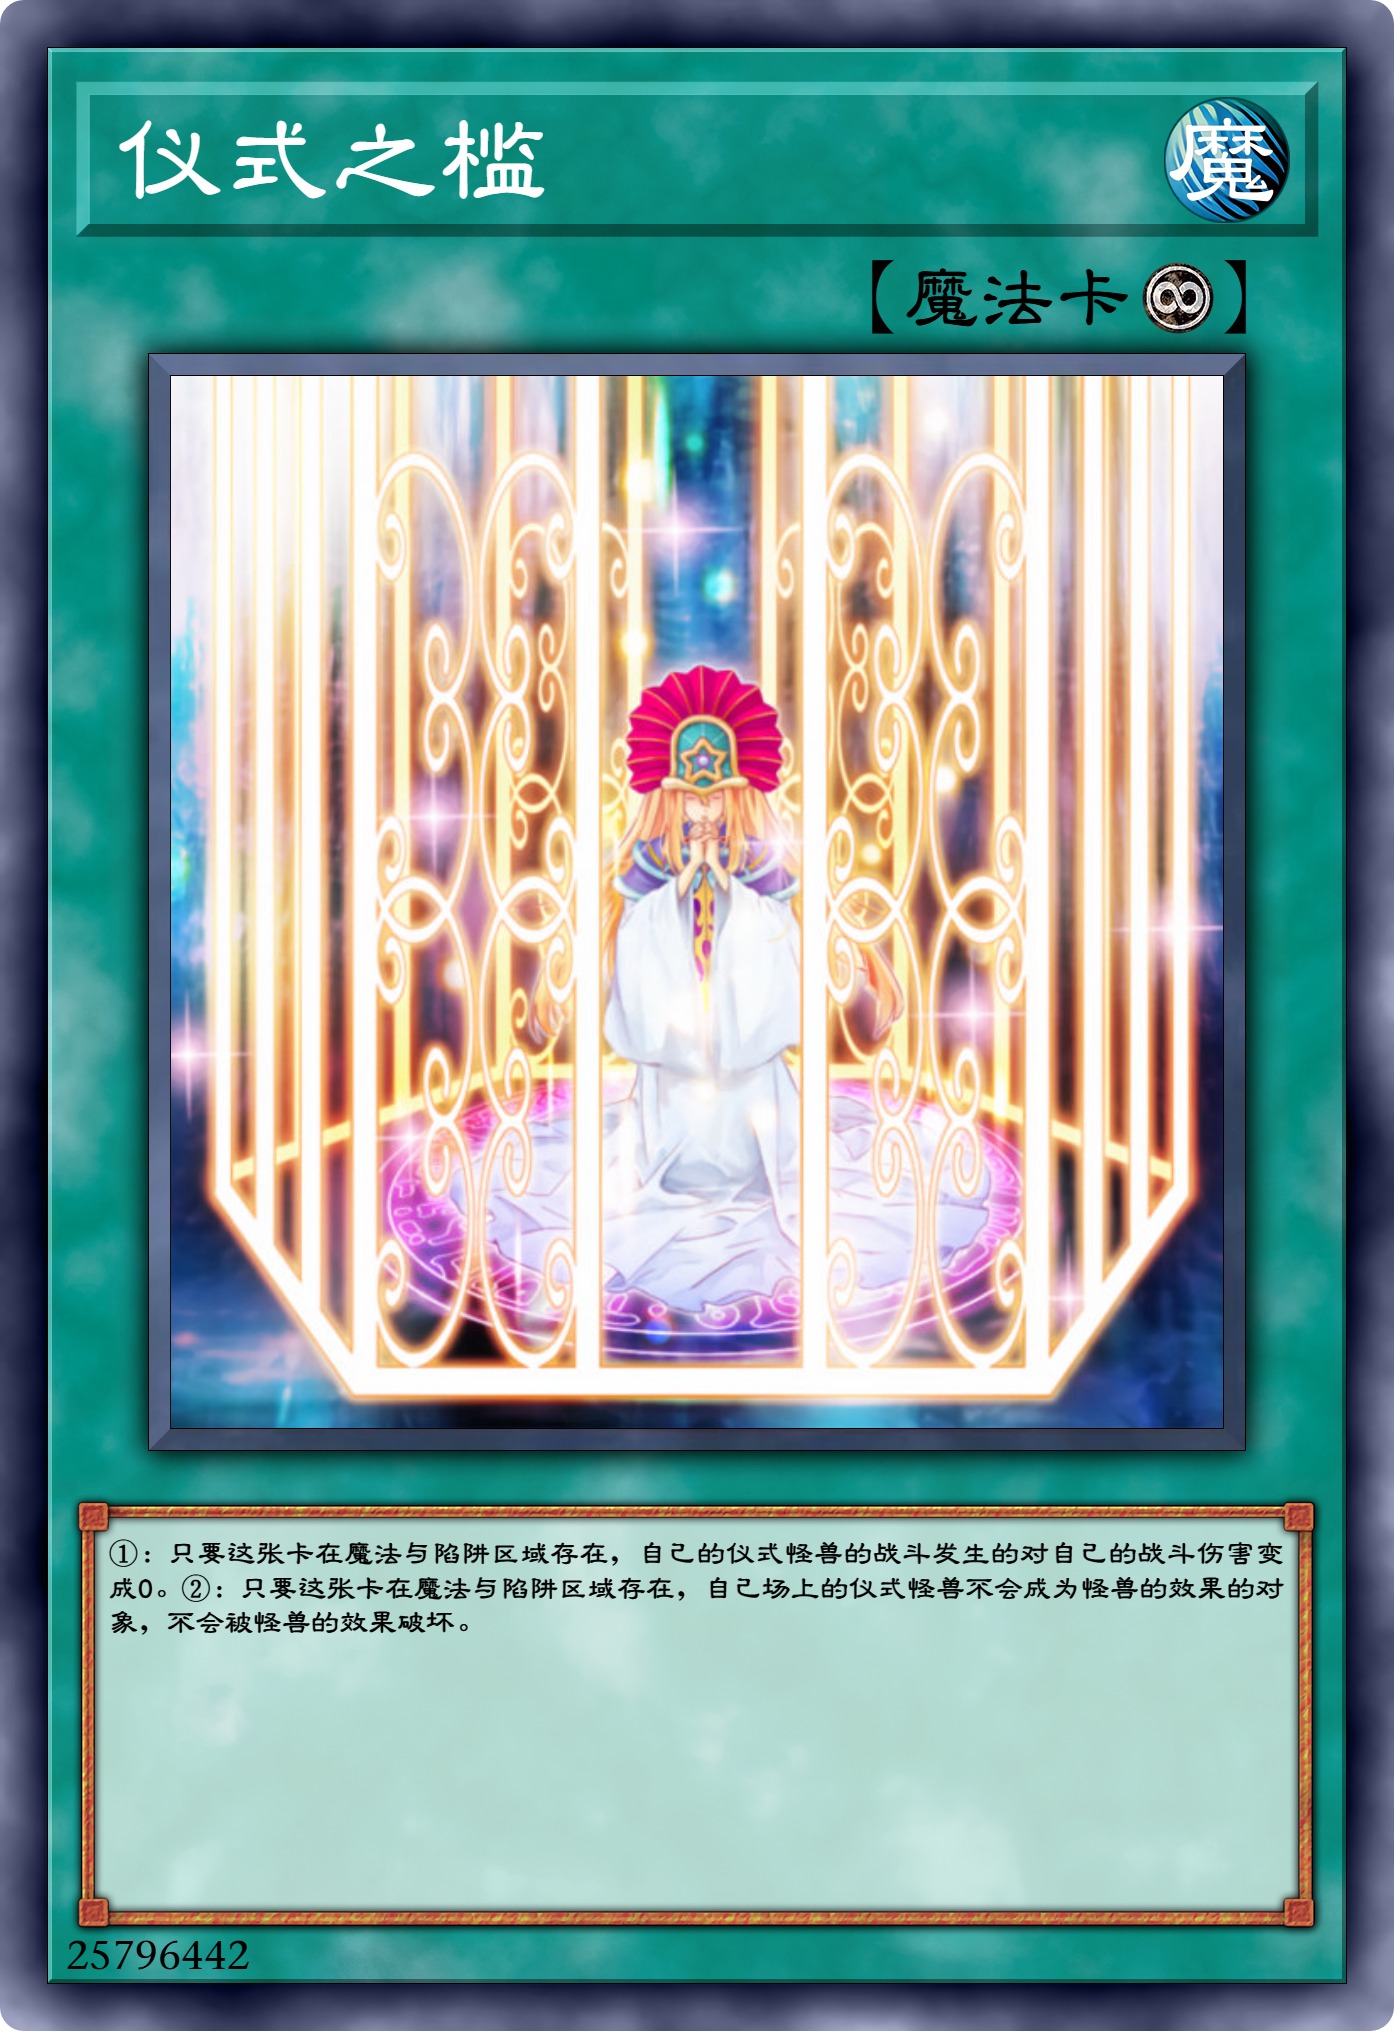 仪式之槛
魔
【魔法卡】
①：只要这张卡在魔法与陷阱区域存在，自己的仪式怪兽的战斗发生的对自己的战斗伤害变
成0。②：只要这张卡在魔法与陷阱区域存在，自己场上的仪式怪兽不会成为怪兽的效果的对
象，不会被怪兽的效果破坏。
25796442